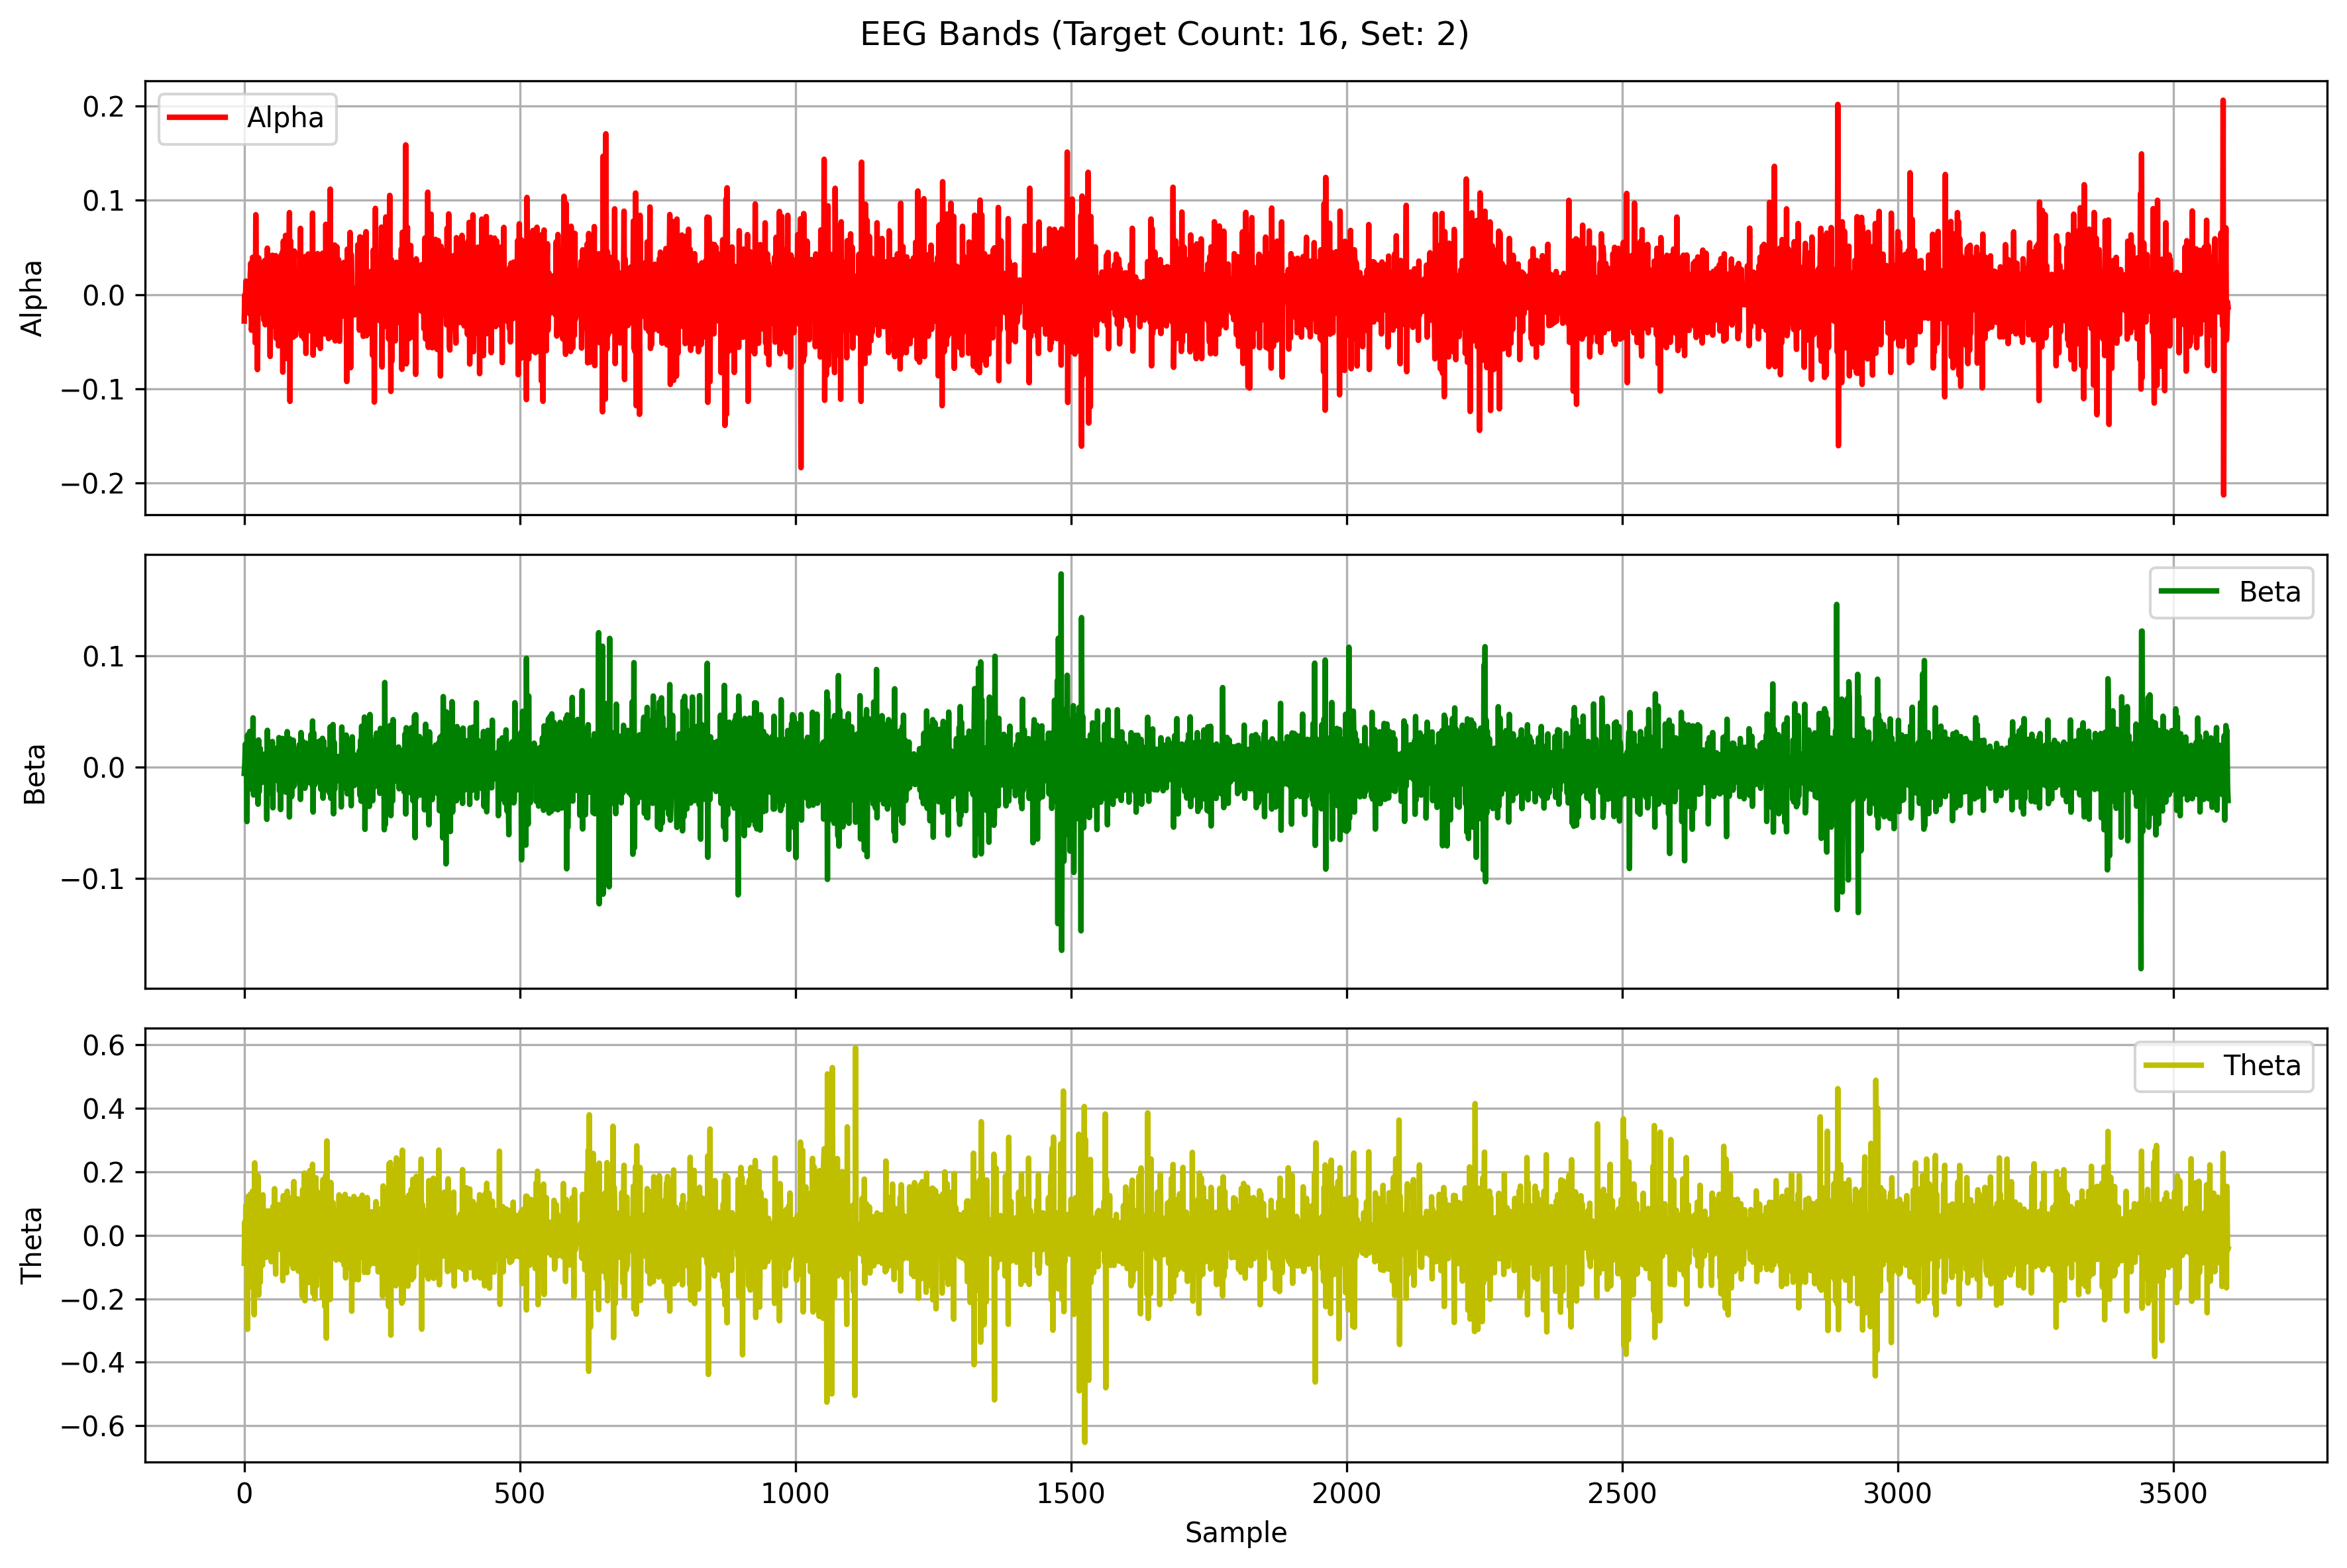 EEG Bands (Target Count: 16, Set: 2)
Alpha
0.2
0.1
0.0
−0.1
−0.2
Alpha
Beta
0.1
0.0
−0.1
Beta
Theta
0.6
0.4
0.2
0.0
−0.2
−0.4
−0.6
Theta
0 500 1000 1500 2000 2500 3000 3500
Sample